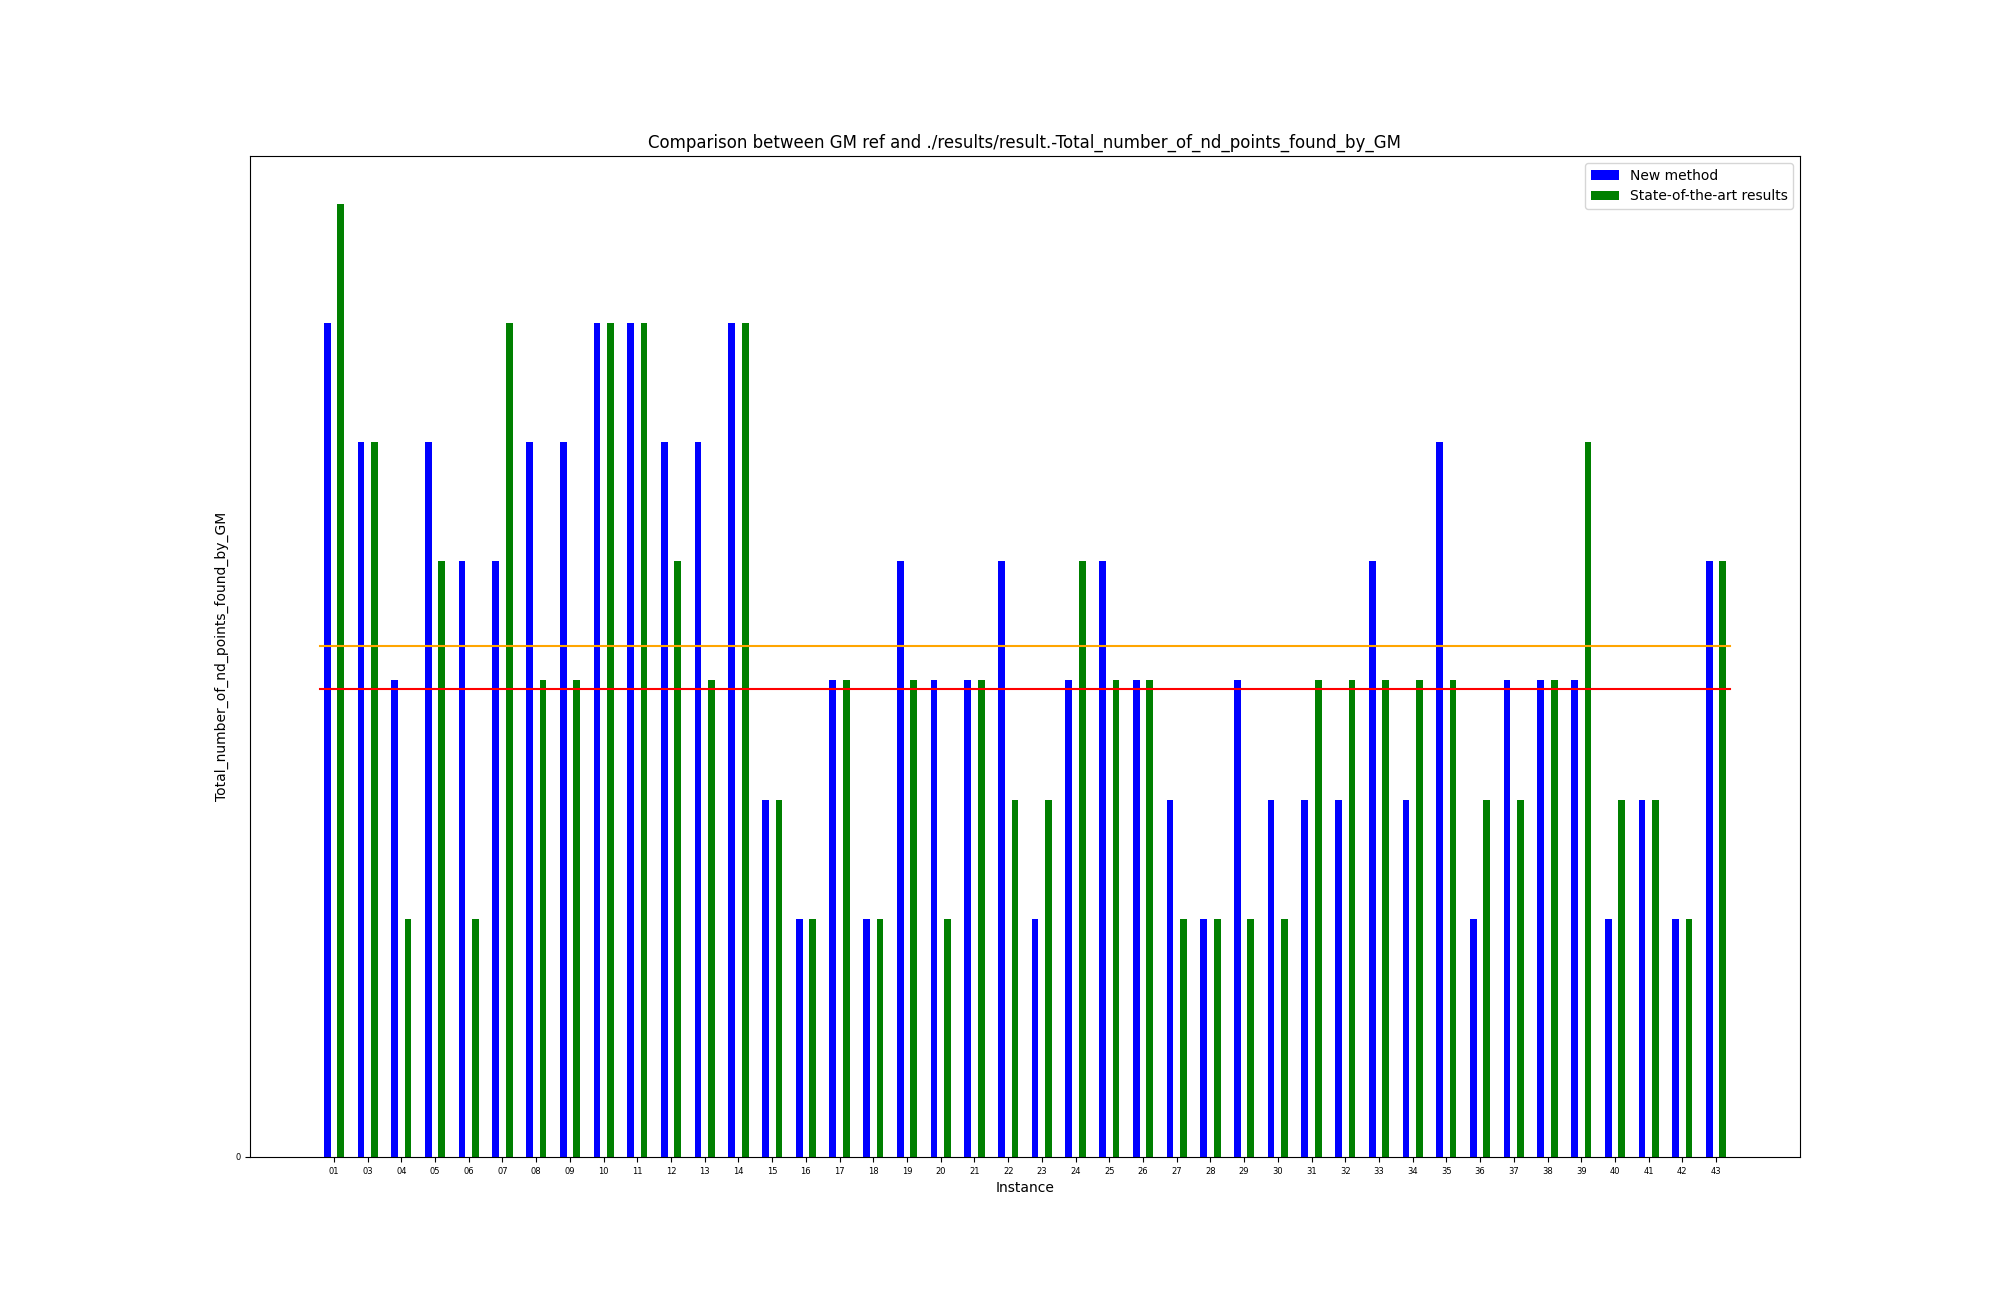 Comparison between GM ref and ./results/result.-Total_number_of_nd_points_found_by_GM
New method
State-of-the-art results
Total_number_of_nd_points_found_by_GM
0
01 03 04 05 06 07 08 09 10 11 12 13 14 15 16 17 18 19 20 21 22 23 24 25 26 27 28 29 30 31 32 33 34 35 36 37 38 39 40 41 42 43
Instance